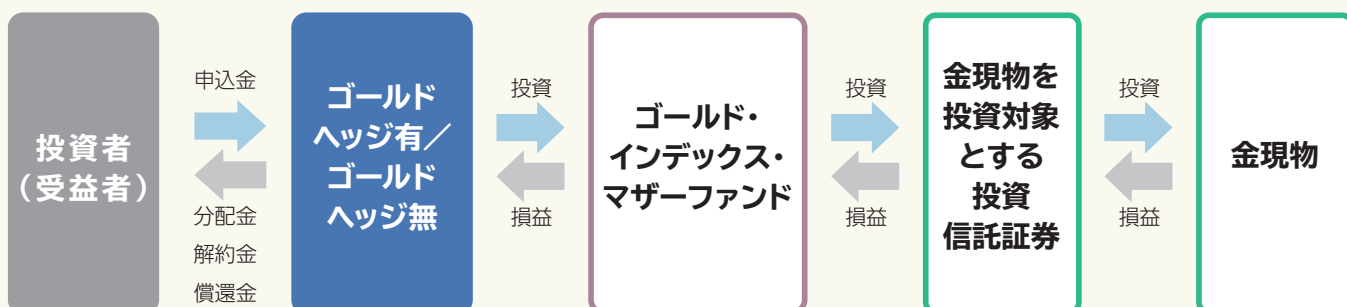 投資者
（受益者）
申込金
分配金
解約金
償還金
ゴールド
ヘッジ有／
ゴールド
ヘッジ無
投資
損益
ゴールド・
インデックス・
マザーファンド
投資
損益
金現物を
投資対象
とする
投資
信託証券
投資
損益
金現物